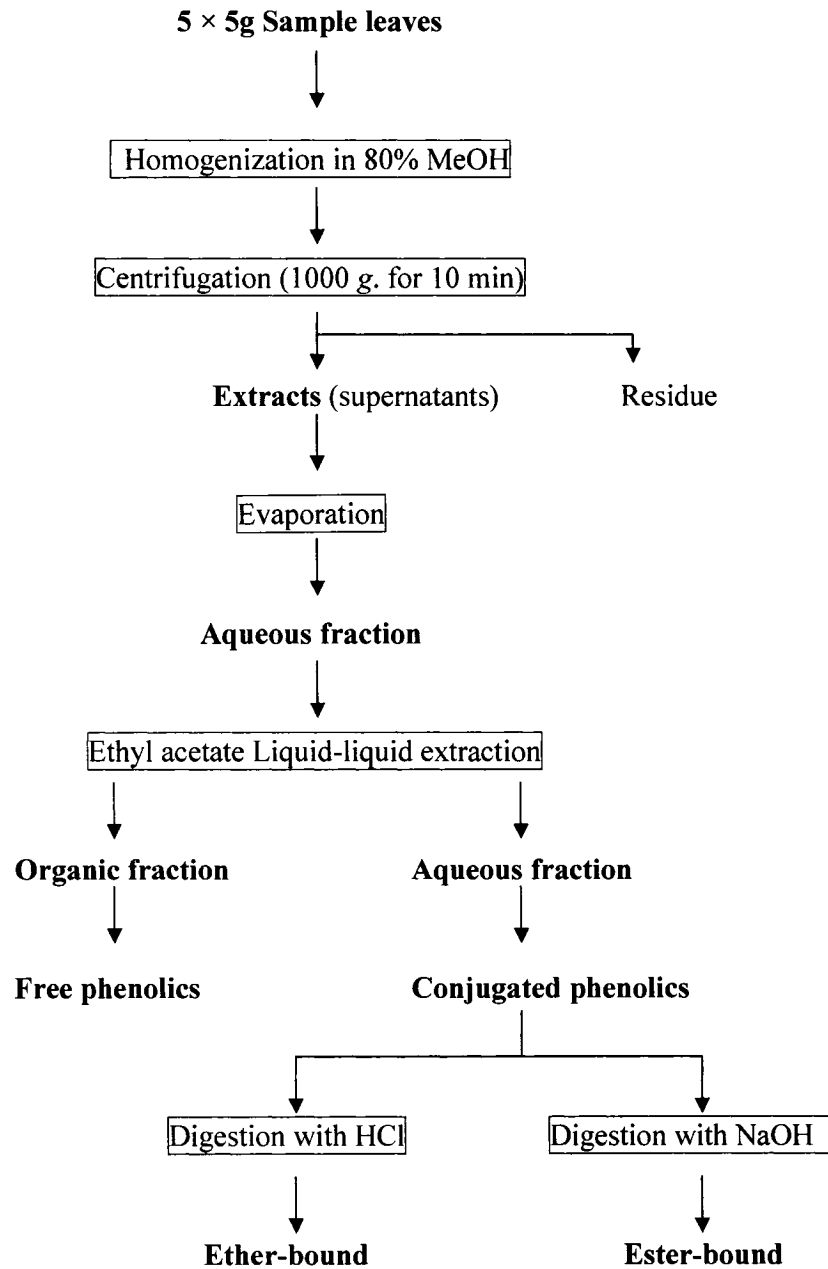 5 × 5g Sample leaves
Homogenization in 80% MeOH
Centrifugation (1000 g. for 10 min)
Extracts (supernatants) Residue
Evaporation
Aqueous fraction
Ethyl acetate Liquid-liquid extraction
Organic fraction Aqueous fraction
Free phenolics Conjugated phenolics
Digestion with HCl Digestion with NaOH
Ether-bound Ester-bound